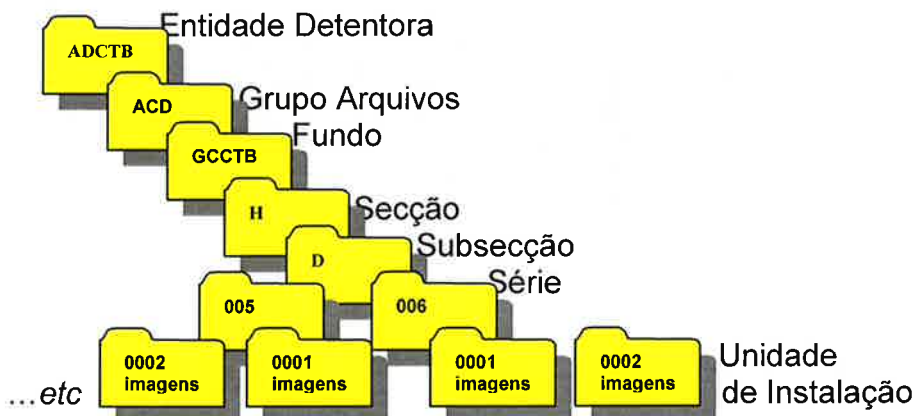 Entidade Detentora
ADCTB
ACD
Grupo Arquivos
Fundo
GCCTB
H
Secção
D
Subsecção
Série
005
006
0002
imagens
0001
imagens
0001
imagens
0002
imagens
Unidade
de Instalação
...etc